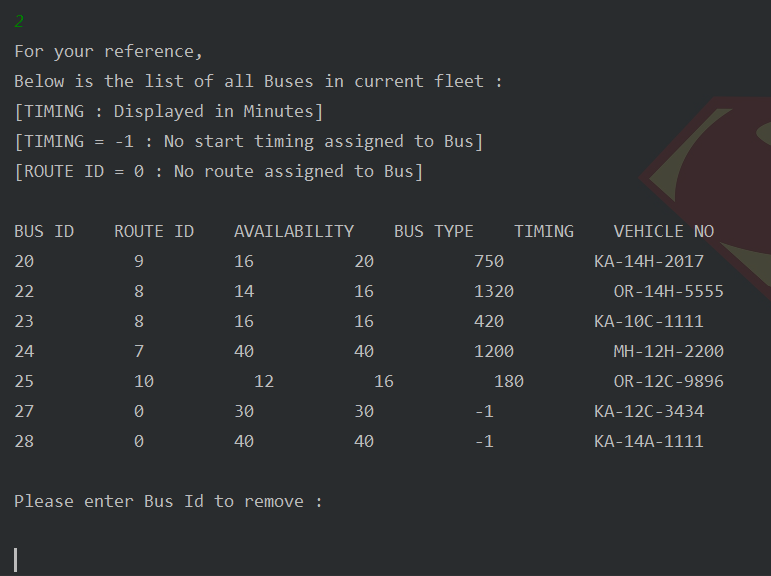 2
For your reference,
Below is the list of all Buses in current fleet :
[TIMING : Displayed in Minutes]
[TIMING = -1 : No start timing assigned to Bus]
[ROUTE ID = 0 : No route assigned to Bus]
BUS ID    ROUTE ID    AVAILABILITY    BUS TYPE    TIMING    VEHICLE NO
20          9         16          20          750         KA-14H-2017
22          8         14          16          1320          OR-14H-5555
23          8         16          16          420         KA-10C-1111
24          7         40          40          1200          MH-12H-2200
25          10          12          16          180         OR-12C-9896
27          0         30          30          -1          KA-12C-3434
28          0         40          40          -1          KA-14A-1111
Please enter Bus Id to remove :